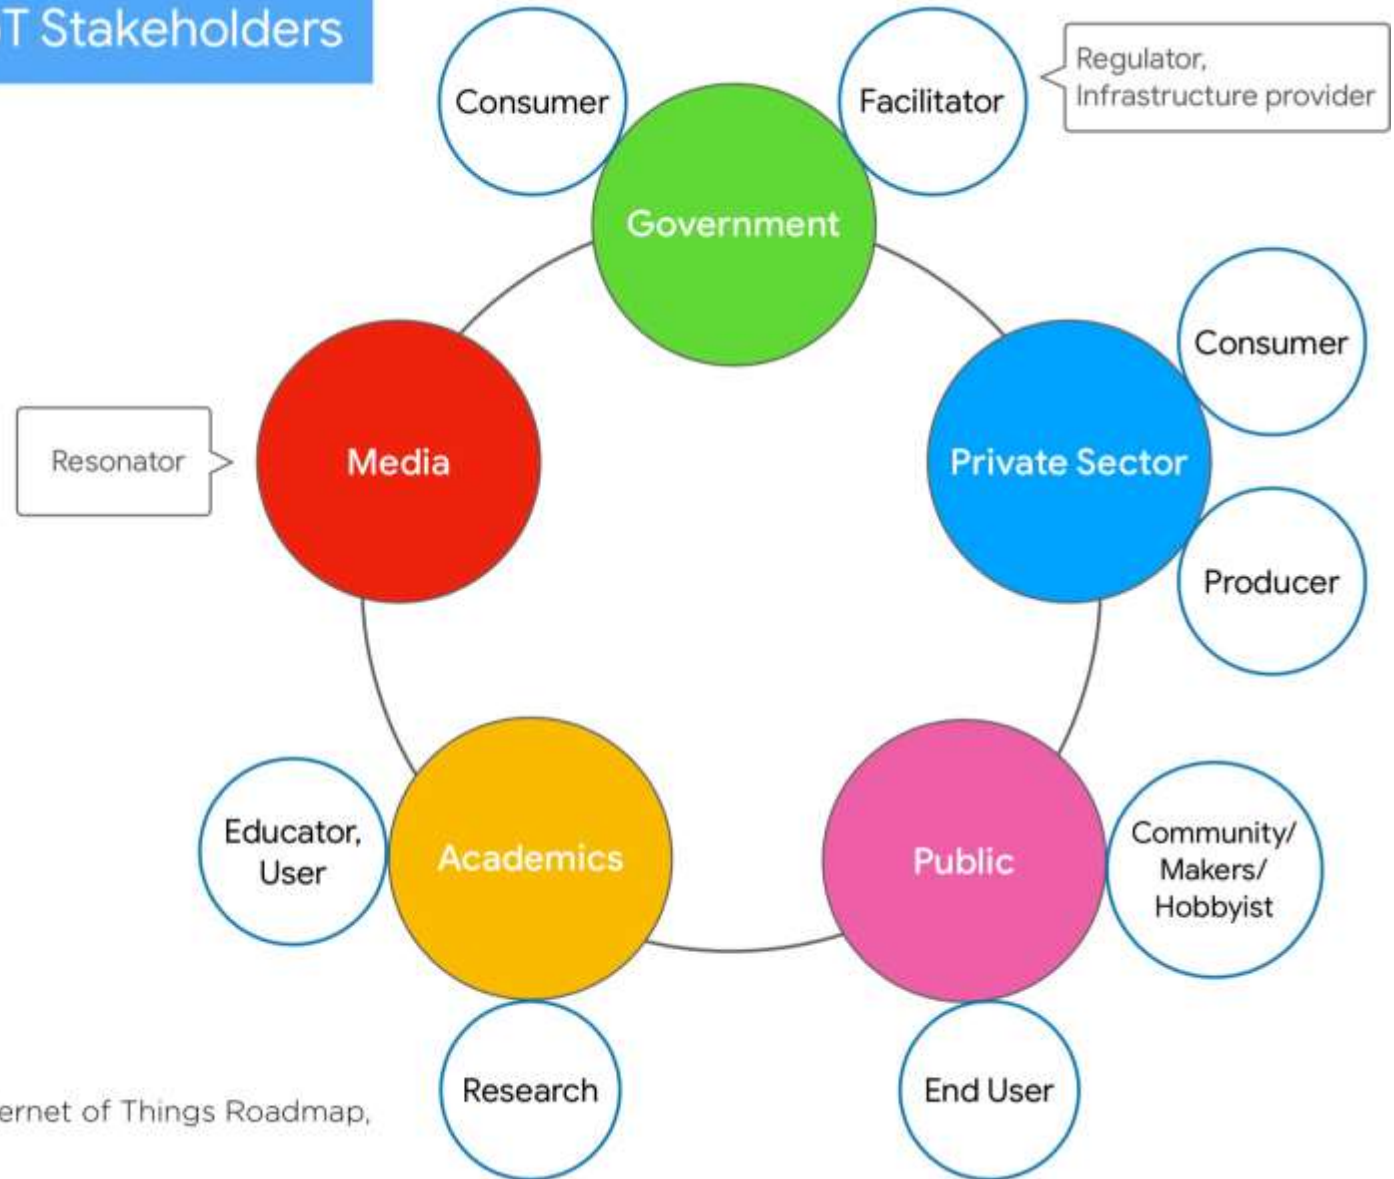 T Stakeholders
Consumer
Facilitator
Regulator,
Infrastructure provider
Government
Consumer
Private Sector
Producer
Media
Resonator
Educator,
User
Academics
Public
Community/
Makers/
Hobbyist
Research
End User
ernet of Things Roadmap,